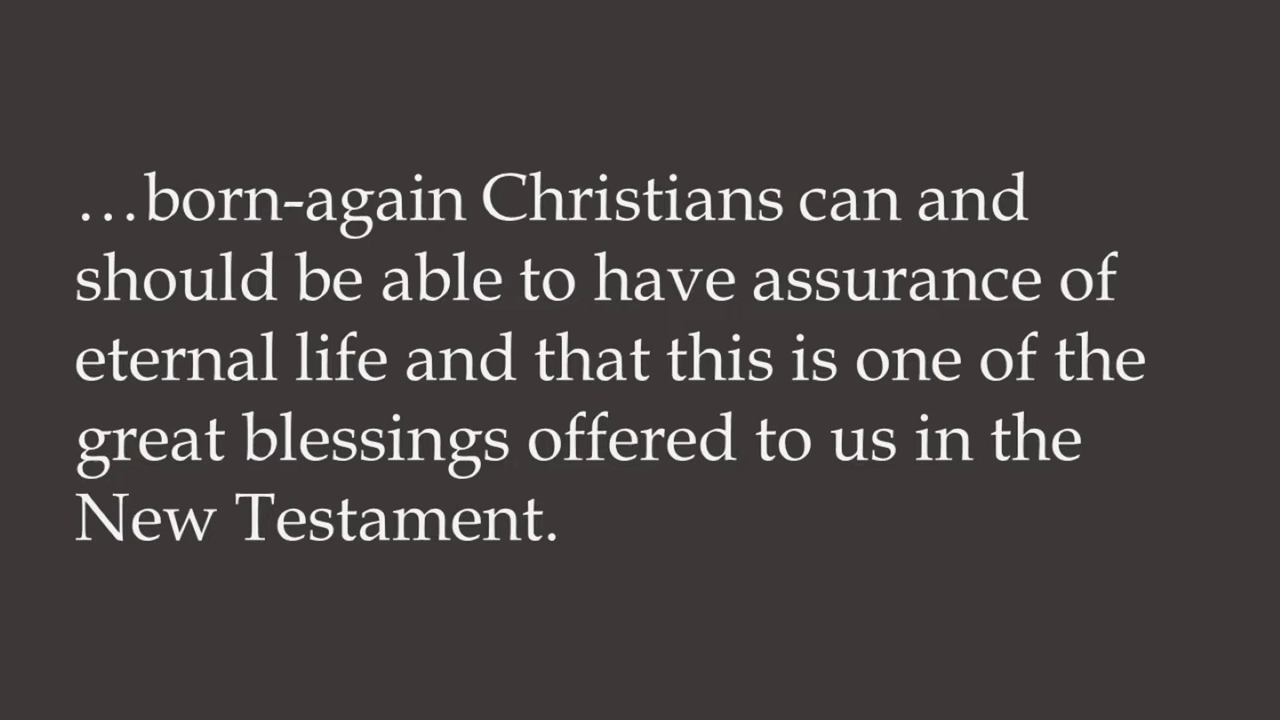 …born-again Christians can and
should be able to have assurance of
eternal life and that this is one of the
great blessings offered to us in the
New Testament.